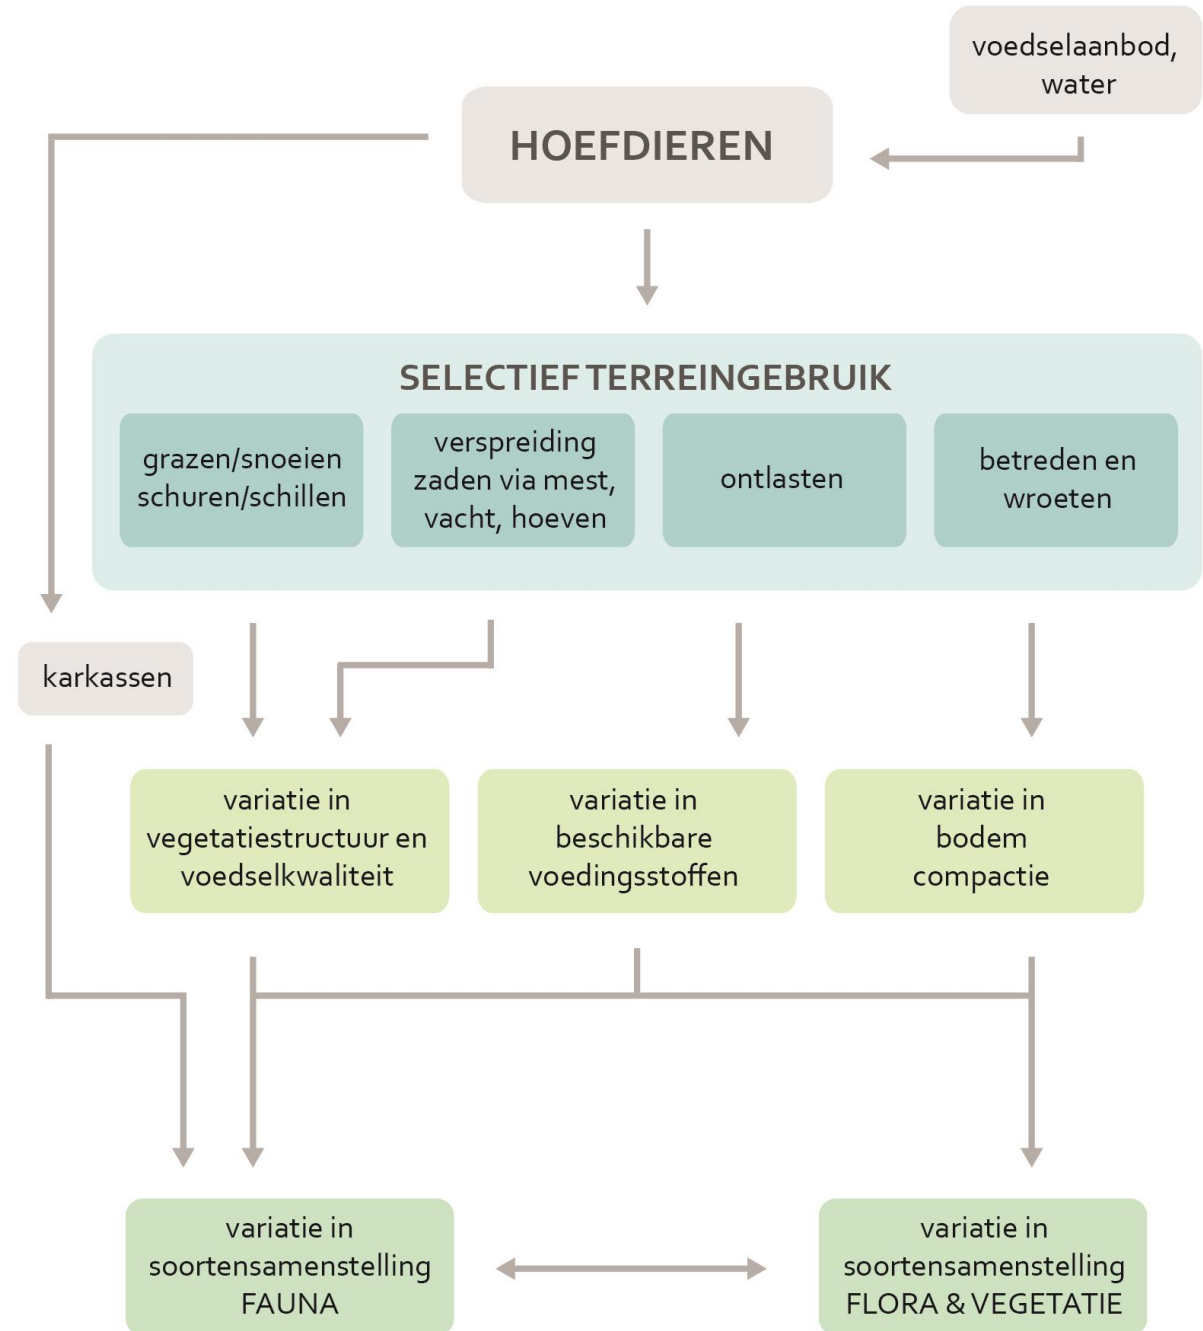 voedselaanbod,
water
HOEFDIEREN
SELECTIEF TERREINGEBRUIK
grazen/snoeien
schuren/schillen
verspreiding
zaden via mest,
vacht, hoeven
ontlasten
betreden en
wroeten
karkassen
variatie in
vegetatiestructuur en
voedselkwaliteit
variatie in
beschikbare
voedingsstoffen
variatie in
bodem
compactie
variatie in
soortensamenstelling
FAUNA
variatie in
soortensamenstelling
FLORA & VEGETATIE